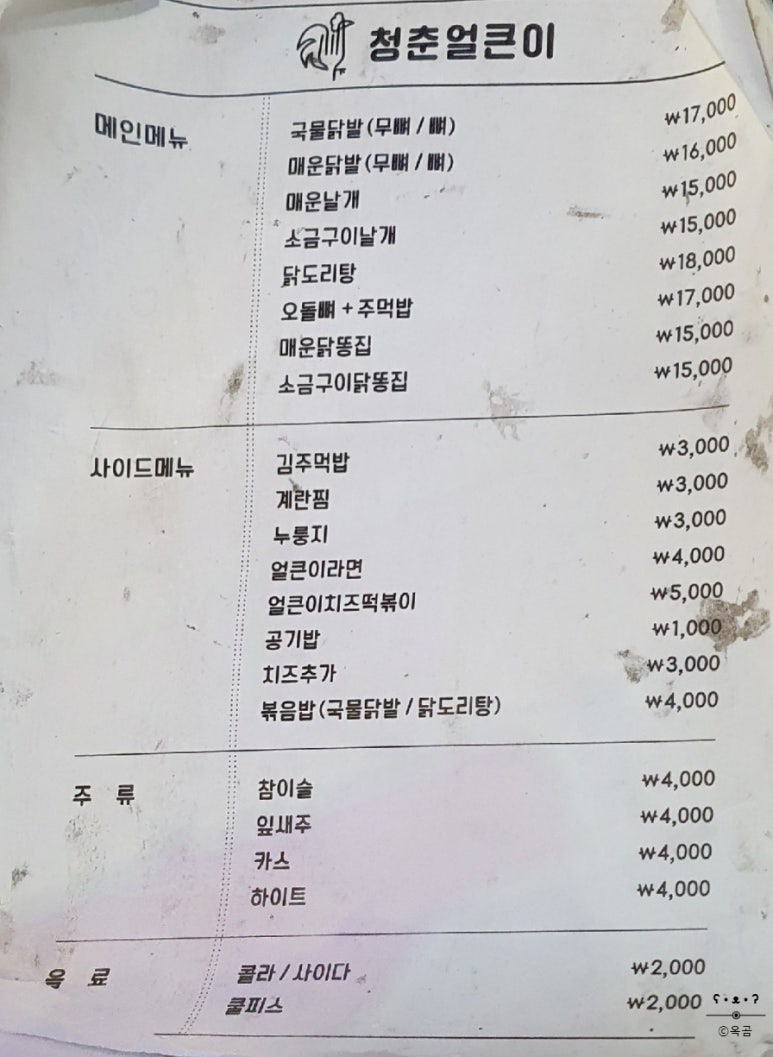 청춘얼큰이
메인메뉴
국물닭발(무뼈 / 뼈) ₩17,000
매운닭발(무뼈 / 뼈) ₩16,000
매운날개 ₩15,000
소금구이날개 ₩15,000
닭도리탕 ₩18,000
오돌뼈 + 주먹밥 ₩17,000
매운닭똥집 ₩15,000
소금구이닭똥집 ₩15,000
사이드메뉴
김주먹밥 ₩3,000
계란찜 ₩3,000
누룽지 ₩3,000
얼큰이라면 ₩4,000
얼큰이치즈떡볶이 ₩5,000
공기밥 ₩1,000
치즈추가 ₩3,000
볶음밥(국물닭발 / 닭도리탕) ₩4,000
주 류
참이슬 ₩4,000
잎새주 ₩4,000
카스 ₩4,000
하이트 ₩4,000
음 료
콜라 / 사이다 ₩2,000
쿨피스 ₩2,000
ʕ·ᴥ·ʔ
©옥곰